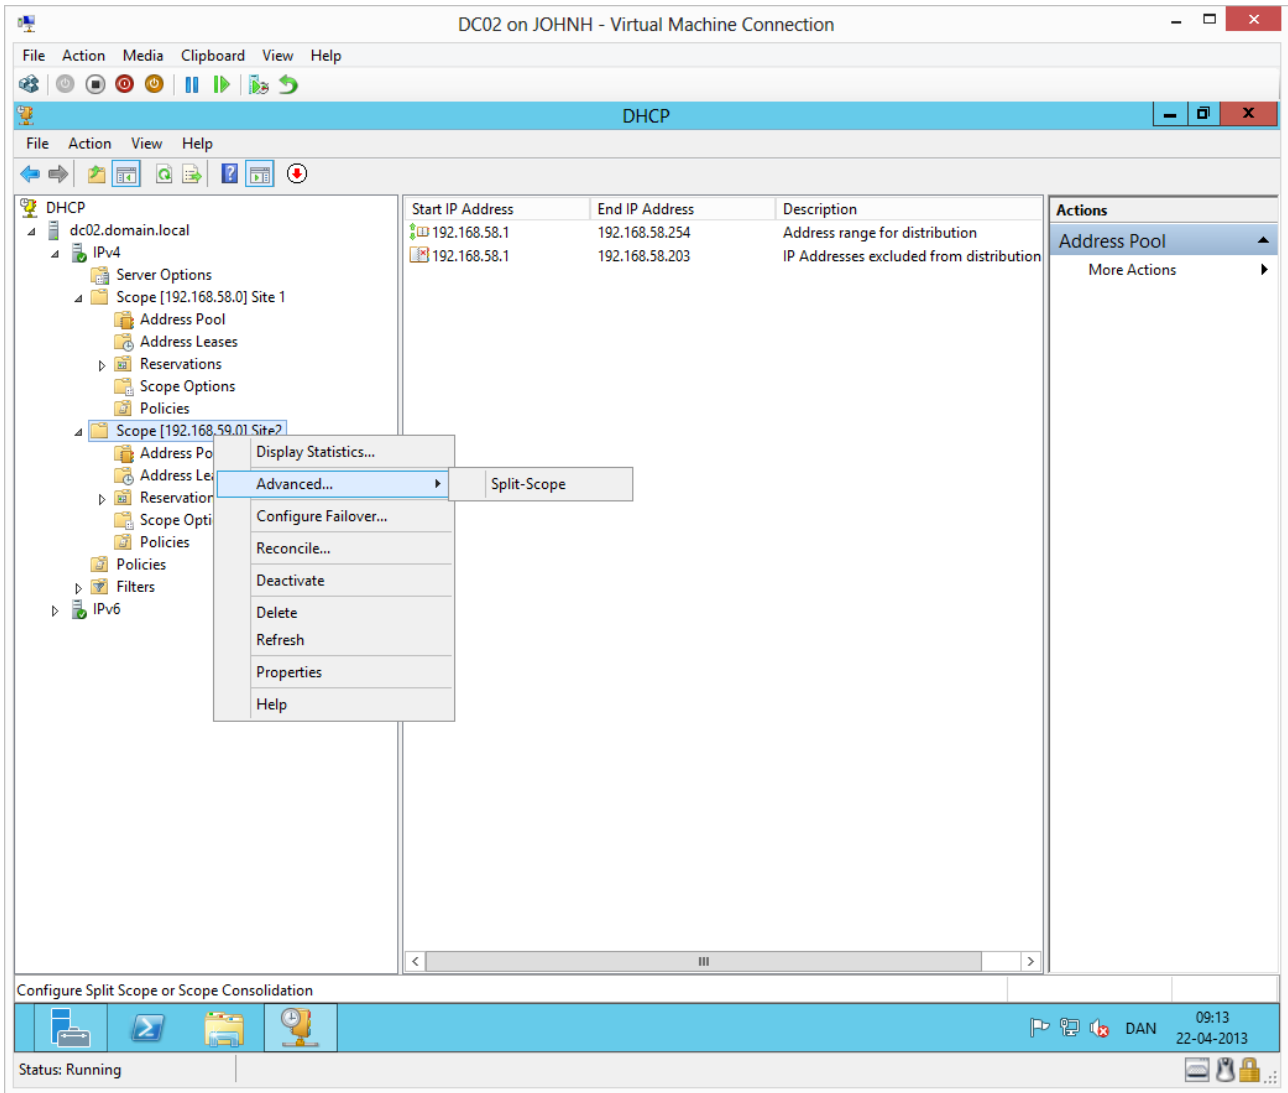 DC02 on JOHNH - Virtual Machine Connection
File Action Media Clipboard View Help
DHCP
File Action View Help
DHCP
dc02.domain.local
IPv4
Server Options
Scope [192.168.58.0] Site 1
Address Pool
Address Leases
Reservations
Scope Options
Policies
Scope [192.168.59.0] Site2
Address Po
Address Lea
Reservation
Scope Opti
Policies
Policies
Filters
IPv6
Display Statistics...
Advanced...
Split-Scope
Configure Failover...
Reconcile...
Deactivate
Delete
Refresh
Properties
Help
Start IP Address End IP Address Description
192.168.58.1 192.168.58.254 Address range for distribution
192.168.58.1 192.168.58.203 IP Addresses excluded from distribution
Actions
Address Pool
More Actions
Configure Split Scope or Scope Consolidation
DAN
09:13
22-04-2013
Status: Running